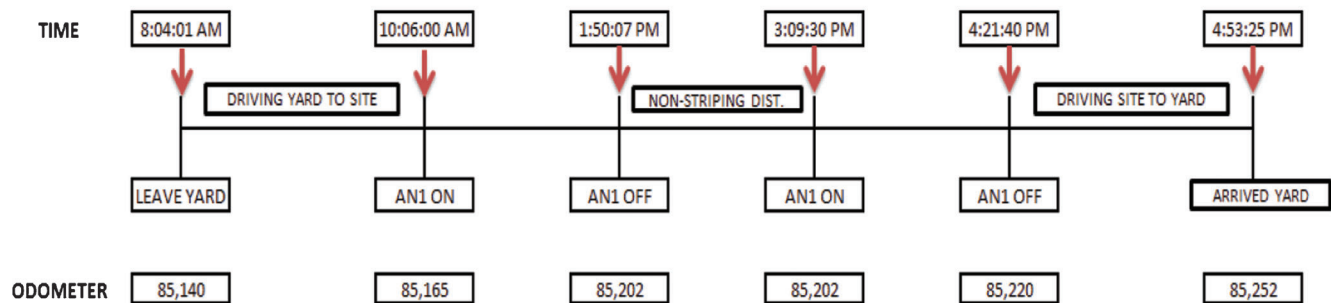 TIME 8:04:01 AM 10:06:00 AM 1:50:07 PM 3:09:30 PM 4:21:40 PM 4:53:25 PM
DRIVING YARD TO SITE NON-STRIPING DIST. DRIVING SITE TO YARD
LEAVE YARD AN1 ON AN1 OFF AN1 ON AN1 OFF ARRIVED YARD
ODOMETER 85,140 85,165 85,202 85,202 85,220 85,252